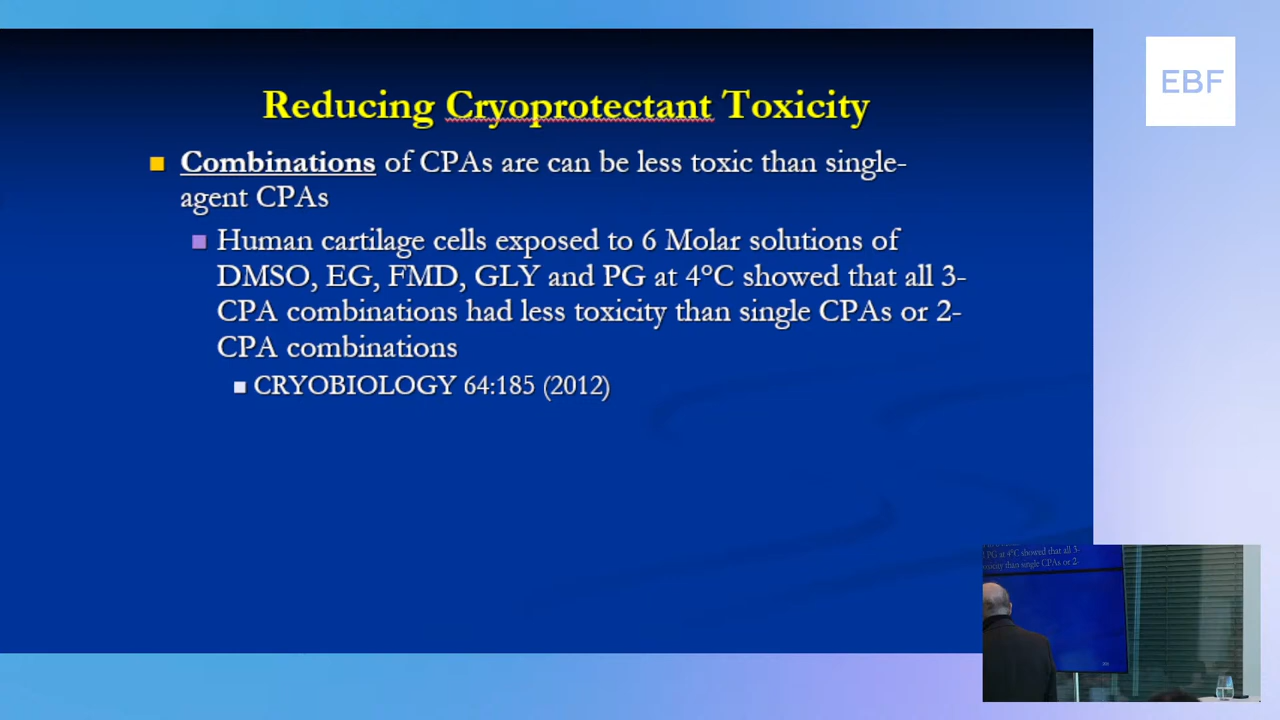 EBF
Reducing Cryoprotectant Toxicity
Combinations of CPAs are can be less toxic than single-
agent CPAs
Human cartilage cells exposed to 6 Molar solutions of
DMSO, EG, FMD, GLY and PG at 4°C showed that all 3-
CPA combinations had less toxicity than single CPAs or 2-
CPA combinations
CRYOBIOLOGY 64:185 (2012)
PG at 4°C showed that all 3-
than single CPAs or 2-